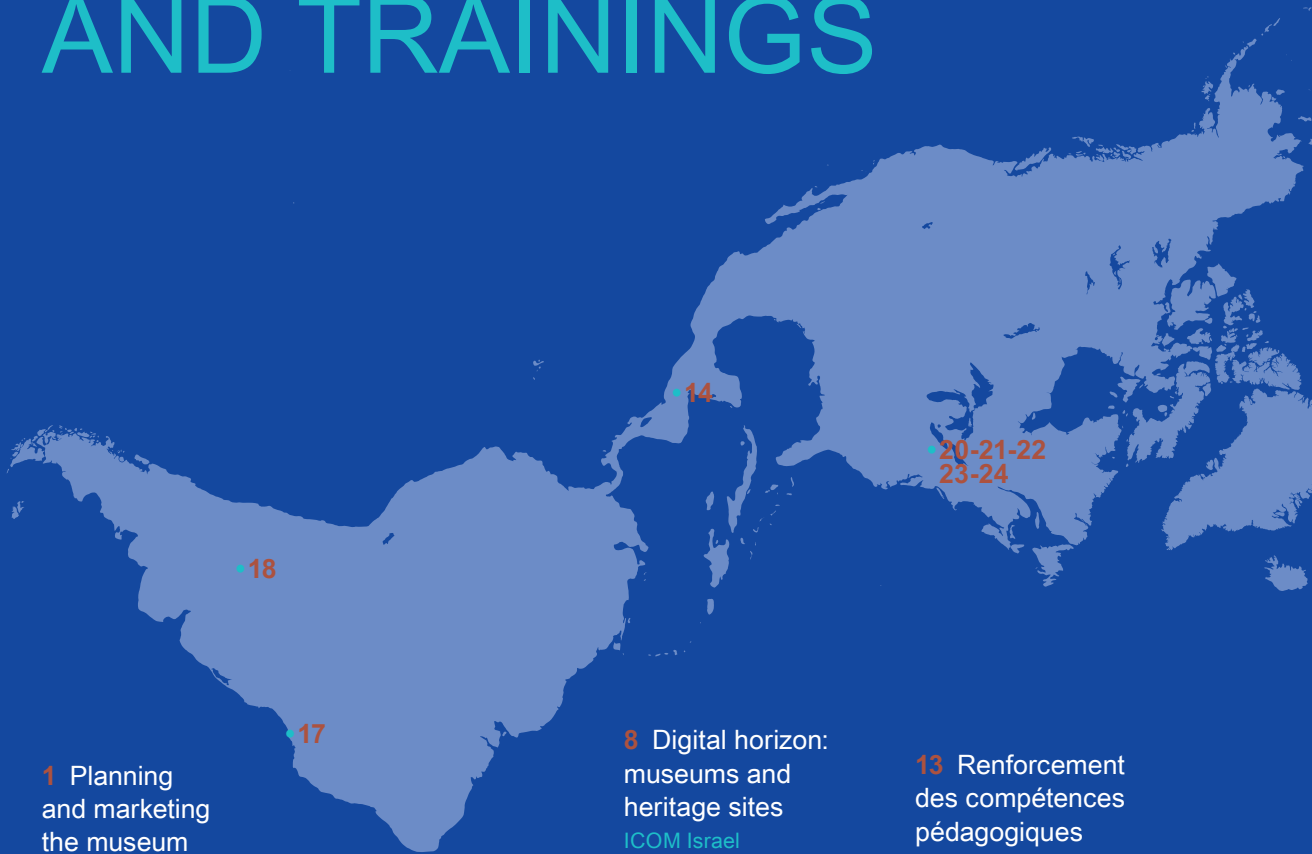 AND TRAININGS
14
20-21-22
23-24
18
17
1 Planning
and marketing
the museum
8 Digital horizon:
museums and
heritage sites
ICOM Israel
13 Renforcement
des compétences
pédagogiques